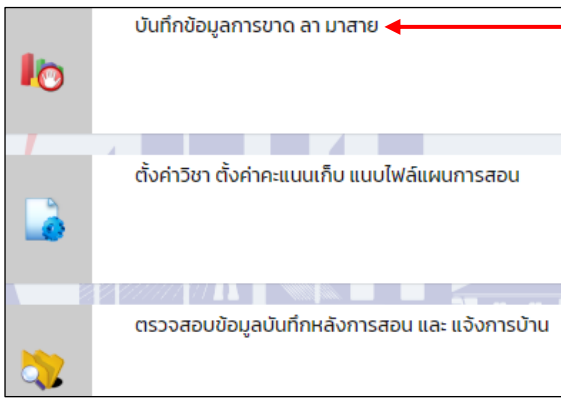 บันทึกข้อมูลการขาด ลา มาสาย
ตั้งค่าวิชา ตั้งค่าคะแนนเก็บ แนบไฟล์แผนการสอน
ตรวจสอบข้อมูลบันทึกหลังการสอน และ แจ้งการบ้าน